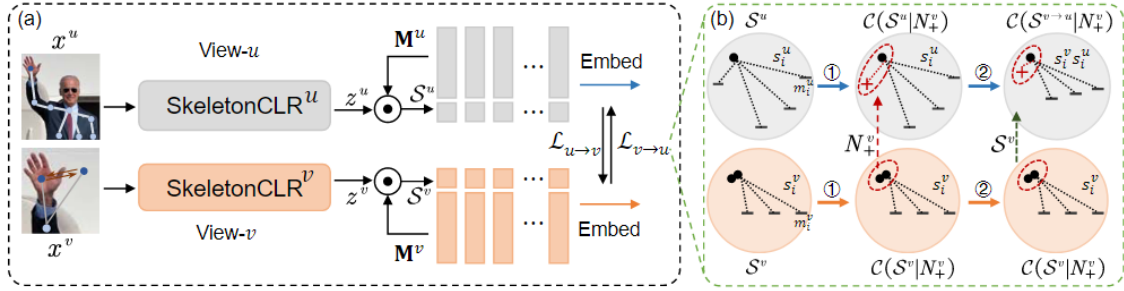 (a)
x^u
View-u
M^u
Embed
SkeletonCLR^u
z^u
S^u
...
L_{u→v}
L_{v→u}
SkeletonCLR^v
z^v
S^v
...
x^v
View-v
M^v
Embed
(b)
S^u
C(S^u|N_+^v)
C(S^{v→u}|N_+^v)
s_i^u
s_i^v s_i^u
m_i^u
①
②
+
+
N_+^v
S^v
s_i^v
s_i^v
s_i^v
m_i^v
①
②
S^v
C(S^v|N_+^v)
C(S^v|N_+^v)